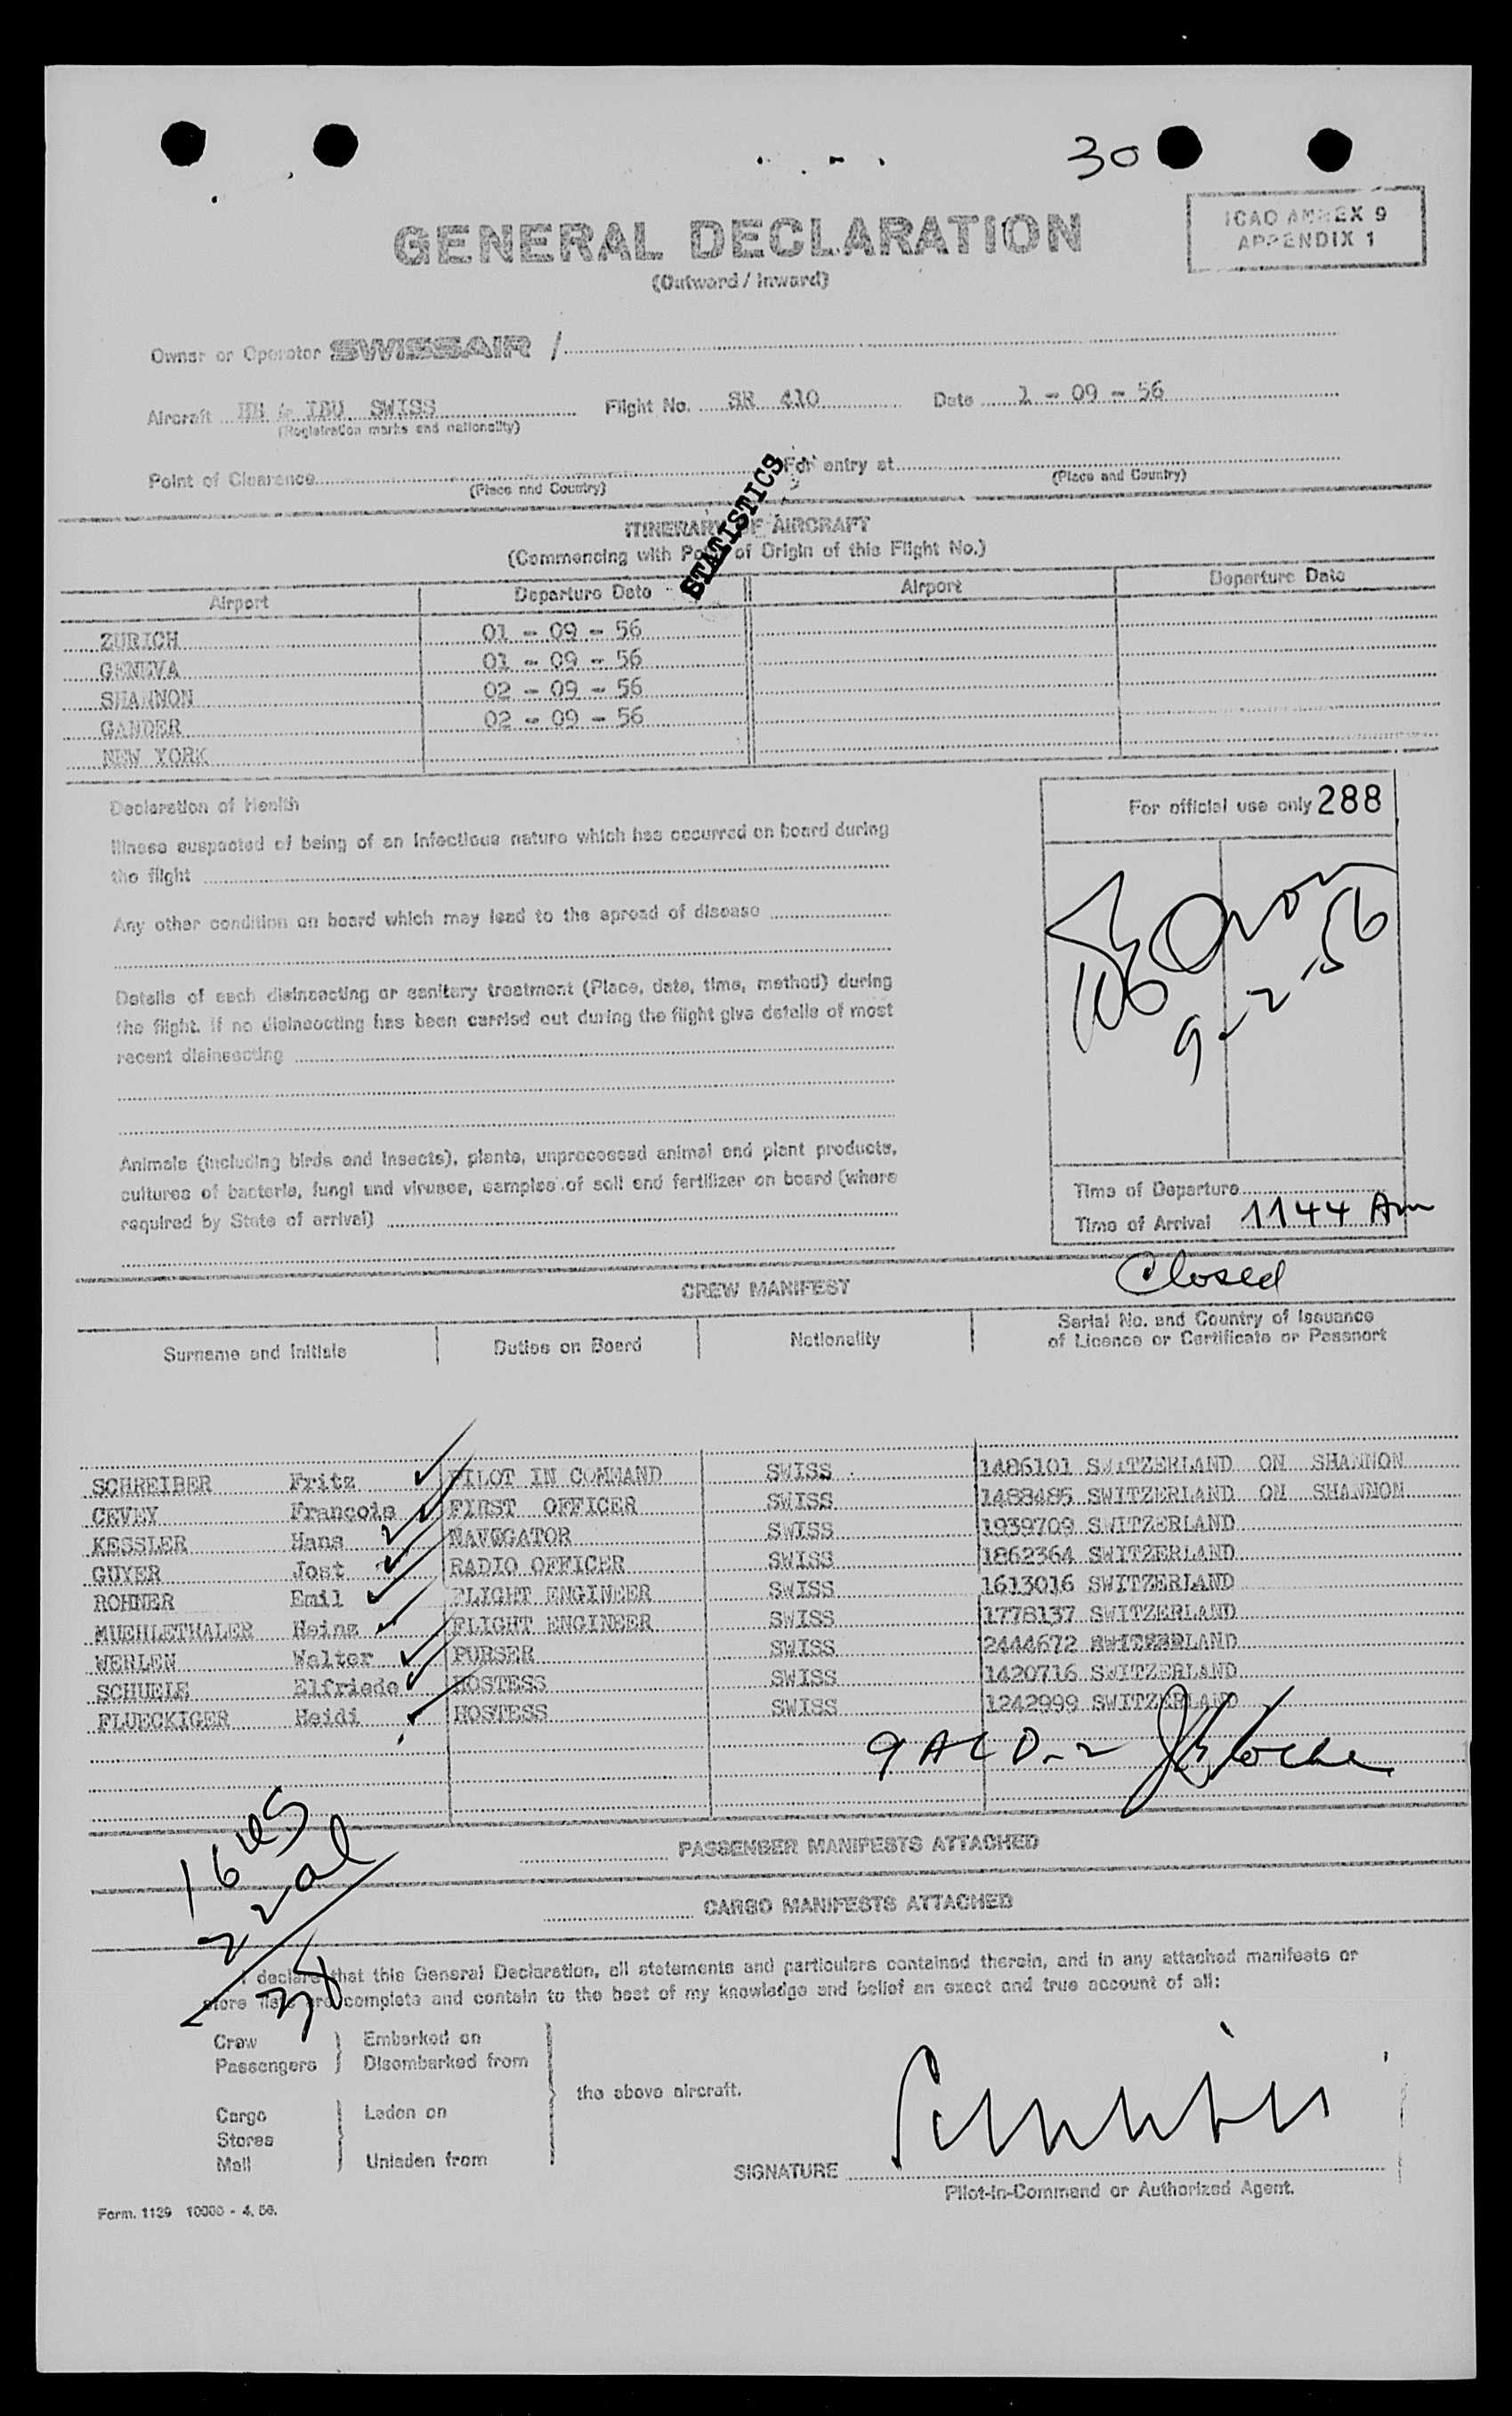 30
GENERAL DECLARATION
(Outward / Inward)
ICAO ANNEX 9
APPENDIX 1
Owner or Operator SWISSAIR /
Aircraft SWISS Flight No. SR 410 Date 1 - 09 - 56
(Registration marks and nationality)
Point of Clearance For entry at
(Place and Country) (Place and Country)
STATISTICS
ITINERARY OF AIRCRAFT
(Commencing with Point of Origin of this Flight No.)
Airport Departure Date Airport Departure Date
ZURICH 01 - 09 - 56
GENEVA 01 - 09 - 56
SHANNON 02 - 09 - 56
GANDER 02 - 09 - 56
NEW YORK
Declaration of Health
Illness suspected of being of an infectious nature which has occurred on board during
the flight
Any other condition on board which may lead to the spread of disease
Details of each disinsecting or sanitary treatment (Place, date, time, method) during
the flight. If no disinsecting has been carried out during the flight give details of most
recent disinsecting
Animals (including birds and insects), plants, unprocessed animal and plant products,
cultures of bacteria, fungi and viruses, samples of soil and fertilizer on board (where
required by State of arrival)
For official use only 288
9-2-56
Time of Departure
Time of Arrival 1144 Am
Closed
CREW MANIFEST
Surname and Initials Duties on Board Nationality Serial No. and Country of Issuance
of Licence or Certificate or Passport
SCHREIBER Fritz PILOT IN COMMAND SWISS 1486101 SWITZERLAND ON SHANNON
CEVEY Francois FIRST OFFICER SWISS 1488485 SWITZERLAND ON SHANNON
KESSLER Hans NAVEGATOR SWISS 1939709 SWITZERLAND
GUYER Jost RADIO OFFICER SWISS 1862364 SWITZERLAND
ROHNER Emil FLIGHT ENGINEER SWISS 1613016 SWITZERLAND
MUEHLETHALER Heinz FLIGHT ENGINEER SWISS 1778137 SWITZERLAND
WERLEN Walter PURSER SWISS 2444672 SWITZERLAND
SCHUELE Elfriede HOSTESS SWISS 1420716 SWITZERLAND
FLUECKIGER Heidi HOSTESS SWISS 1242999 SWITZERLAND
16 US
22 al
38
PASSENGER MANIFESTS ATTACHED
CARGO MANIFESTS ATTACHED
I declare that this General Declaration, all statements and particulars contained therein, and in any attached manifests or
store lists are complete and contain to the best of my knowledge and belief an exact and true account of all:
Crew Embarked on
Passengers Disembarked from
the above aircraft.
Cargo Laden on
Stores
Mail Unladen from
SIGNATURE
Pilot-in-Command or Authorized Agent.
Form. 1129 10000 - 4. 56.